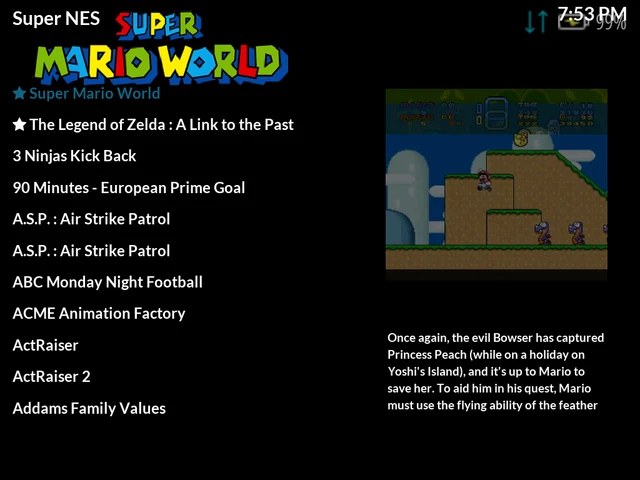 Super NES
SUPER
MARIO WORLD
7:53 PM
99%
Super Mario World
The Legend of Zelda : A Link to the Past
3 Ninjas Kick Back
90 Minutes - European Prime Goal
A.S.P. : Air Strike Patrol
A.S.P. : Air Strike Patrol
ABC Monday Night Football
ACME Animation Factory
ActRaiser
ActRaiser 2
Addams Family Values
Once again, the evil Bowser has captured
Princess Peach (while on a holiday on
Yoshi's Island), and it's up to Mario to
save her. To aid him in his quest, Mario
must use the flying ability of the feather